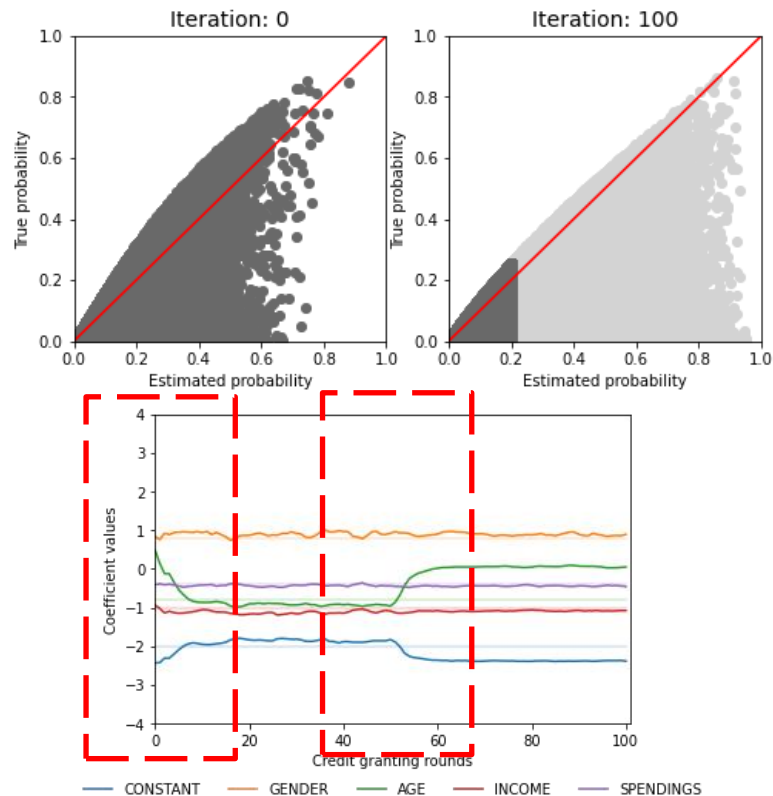 Iteration: 0
Iteration: 100
1.0
0.8
0.6
0.4
0.2
0.0
True probability
0.0 0.2 0.4 0.6 0.8 1.0
Estimated probability
1.0
0.8
0.6
0.4
0.2
0.0
True probability
0.0 0.2 0.4 0.6 0.8 1.0
Estimated probability
4
3
2
1
0
−1
−2
−3
−4
Coefficient values
0 20 40 60 80 100
Credit granting rounds
CONSTANT GENDER AGE INCOME SPENDINGS